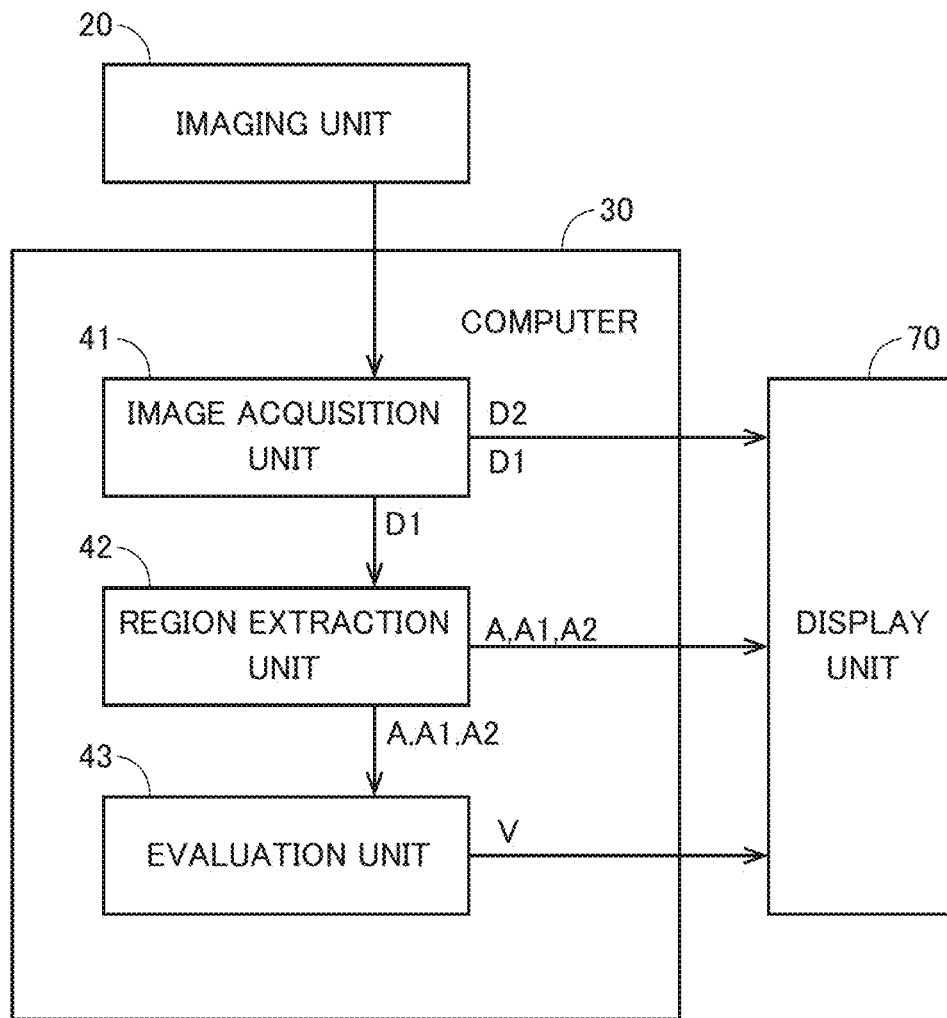 20
IMAGING UNIT
30
COMPUTER
41
70
IMAGE ACQUISITION
UNIT
D2
D1
D1
42
REGION EXTRACTION
UNIT
A,A1,A2
DISPLAY
UNIT
A,A1,A2
43
EVALUATION UNIT
V